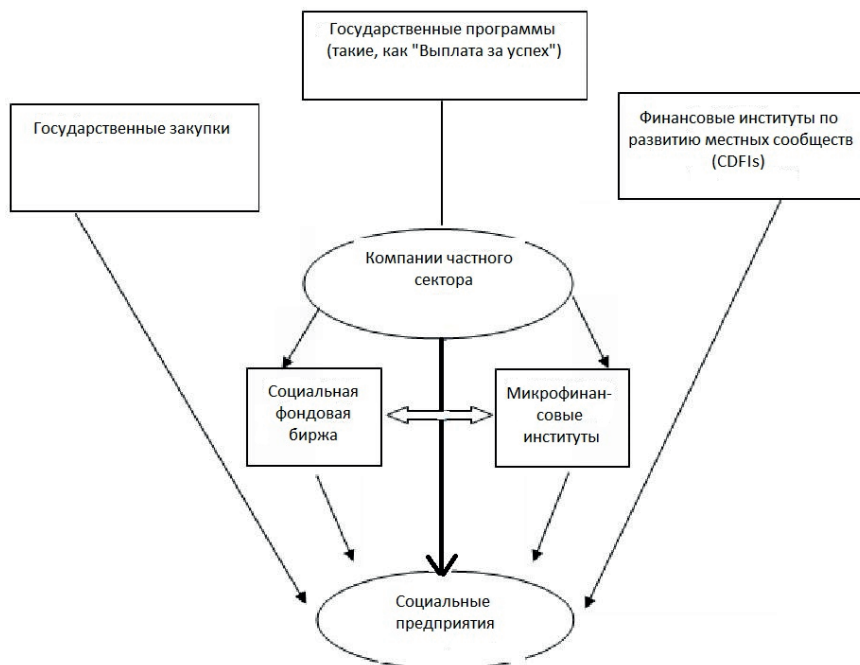 Государственные программы
(такие, как "Выплата за успех")
Государственные закупки
Финансовые институты по
развитию местных сообществ
(CDFIs)
Компании частного
сектора
Социальная
фондовая
биржа
Микрофинан-
совые
институты
Социальные
предприятия